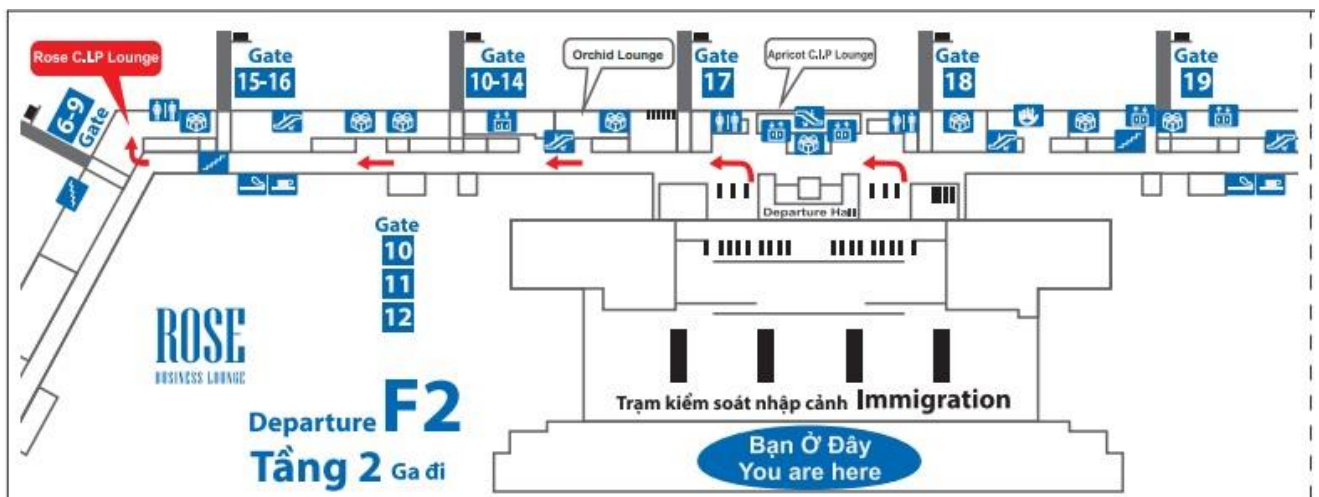 Rose C.I.P Lounge
Gate
15-16
Gate
10-14
Orchid Lounge
Gate
17
Apricot C.I.P Lounge
Gate
18
Gate
19
6-9
Gate
Departure Hall
Gate
10
11
12
ROSE
BUSINESS LOUNGE
Departure F2
Tầng 2 Ga đi
Trạm kiểm soát nhập cảnh Immigration
Bạn Ở Đây
You are here